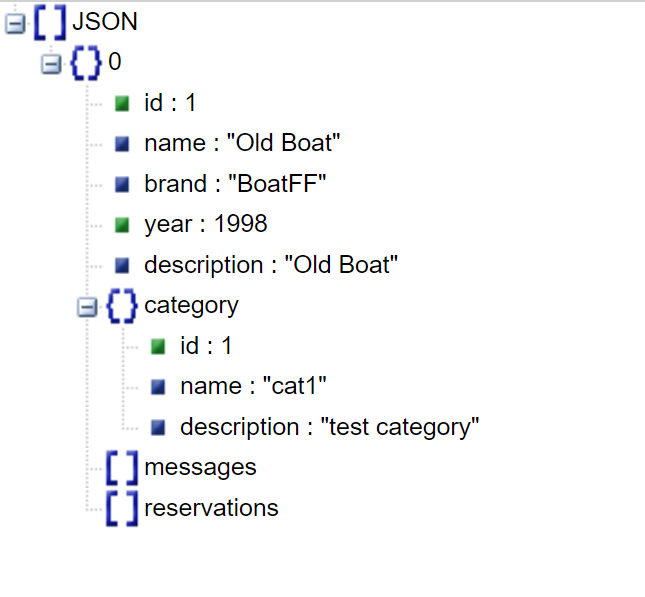 JSON
0
id : 1
name : "Old Boat"
brand : "BoatFF"
year : 1998
description : "Old Boat"
category
id : 1
name : "cat1"
description : "test category"
messages
reservations